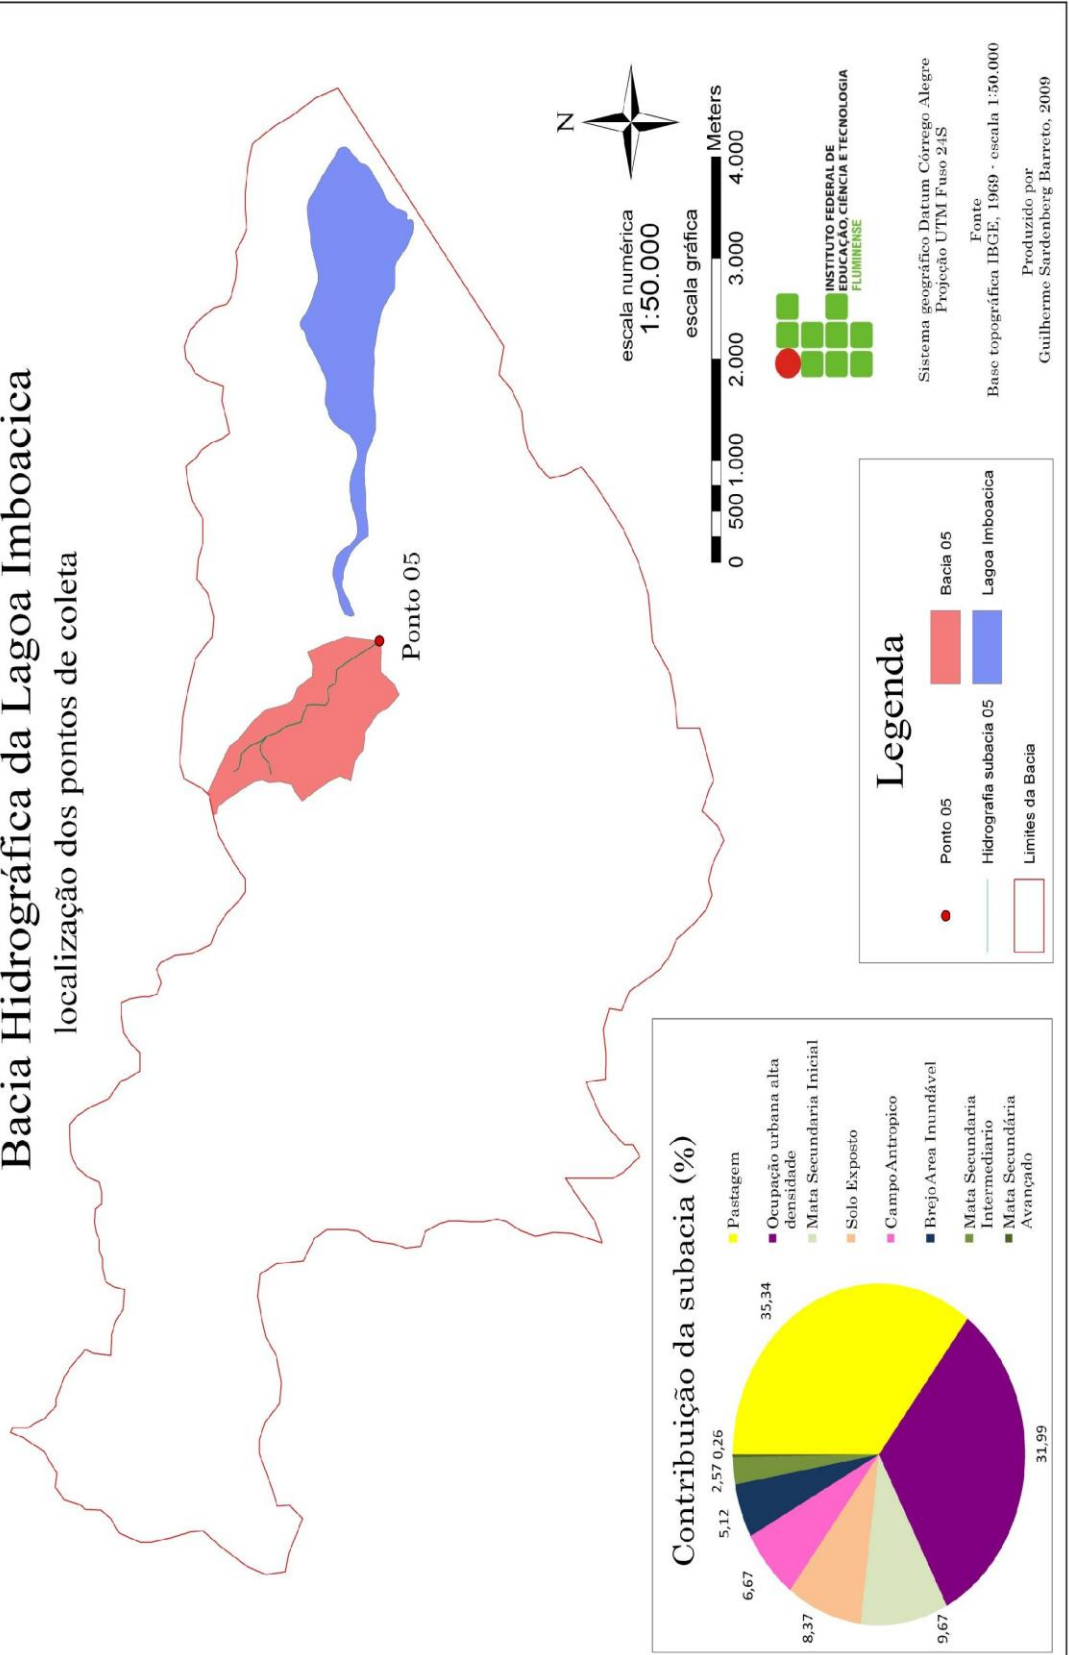 Bacia Hidrográfica da Lagoa Imboacica
localização dos pontos de coleta
Ponto 05
N
escala numérica
1:50.000
escala gráfica
0 500 1.000 2.000 3.000 4.000
Meters
INSTITUTO FEDERAL DE
EDUCAÇÃO, CIÊNCIA E TECNOLOGIA
FLUMINENSE
Sistema geográfico Datum Córrego Alegre
Projeção UTM Fuso 24S
Fonte
Base topográfica IBGE, 1969 - escala 1:50.000
Produzido por
Guilherme Sardenberg Barreto, 2009
Legenda
Ponto 05
Hidrografia subacia 05
Limites da Bacia
Bacia 05
Lagoa Imboacica
Contribuição da subacia (%)
35,34
31,99
9,67
8,37
6,67
5,12
2,57
0,26
Pastagem
Ocupação urbana alta
densidade
Mata Secundaria Inicial
Solo Exposto
Campo Antropico
Brejo Area Inundável
Mata Secundaria
Intermediario
Mata Secundária
Avançado